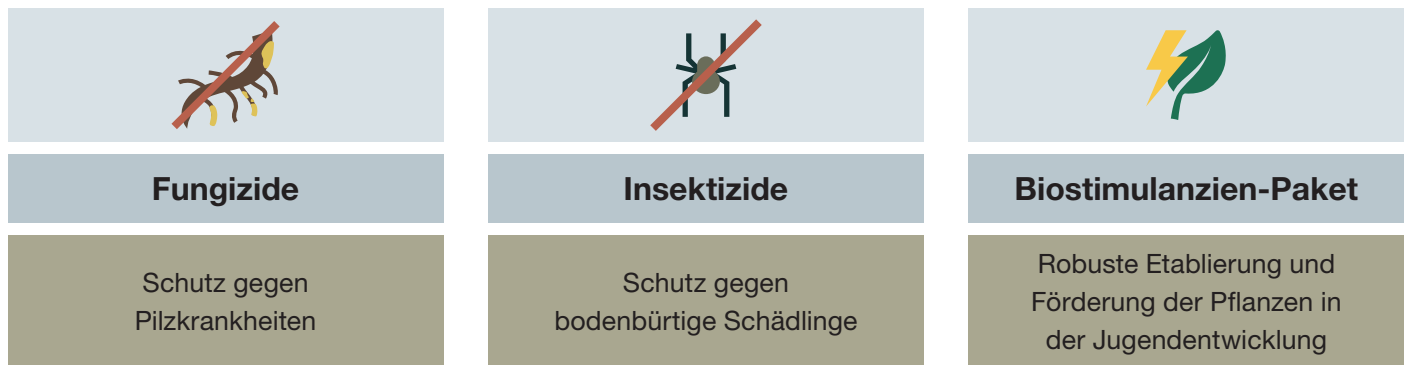 Fungizide
Schutz gegen
Pilzkrankheiten
Insektizide
Schutz gegen
bodenbürtige Schädlinge
Biostimulanzien-Paket
Robuste Etablierung und
Förderung der Pflanzen in
der Jugendentwicklung